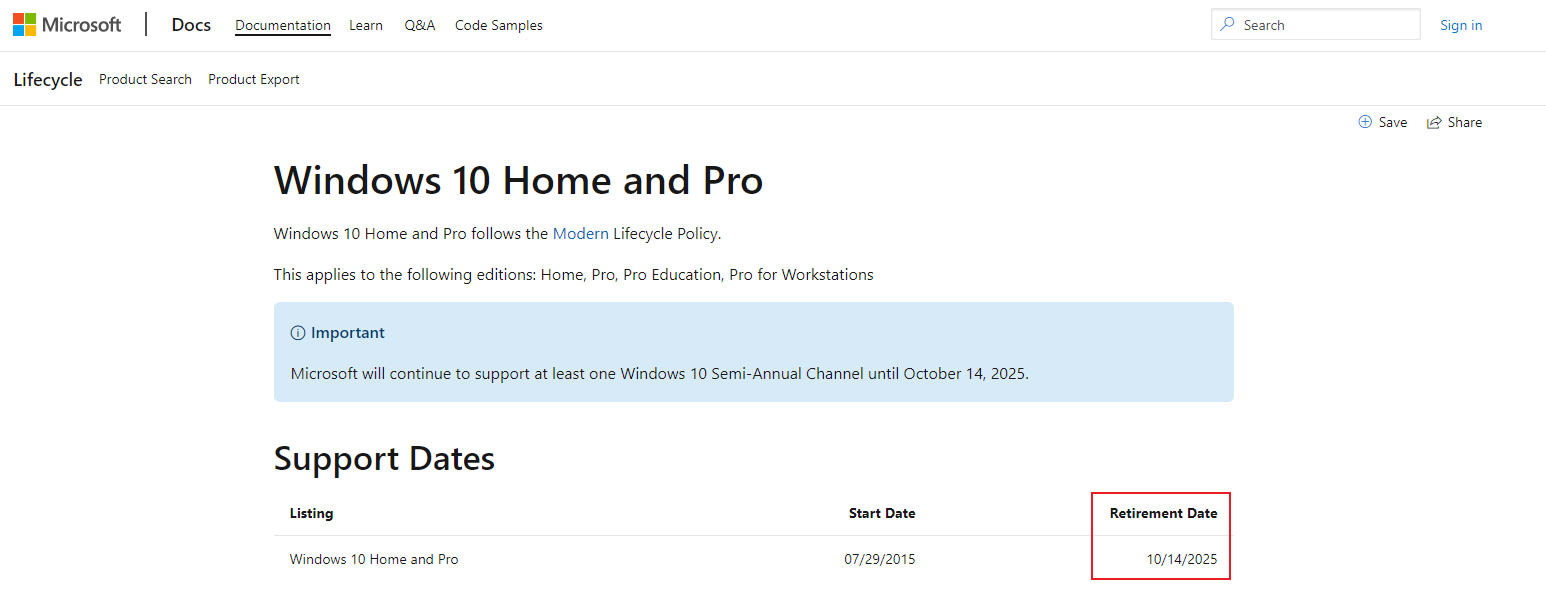 Microsoft Docs Documentation Learn Q&A Code Samples Search Sign in
Lifecycle Product Search Product Export
Save Share
Windows 10 Home and Pro
Windows 10 Home and Pro follows the Modern Lifecycle Policy.
This applies to the following editions: Home, Pro, Pro Education, Pro for Workstations
Important
Microsoft will continue to support at least one Windows 10 Semi-Annual Channel until October 14, 2025.
Support Dates
Listing Start Date Retirement Date
Windows 10 Home and Pro 07/29/2015 10/14/2025